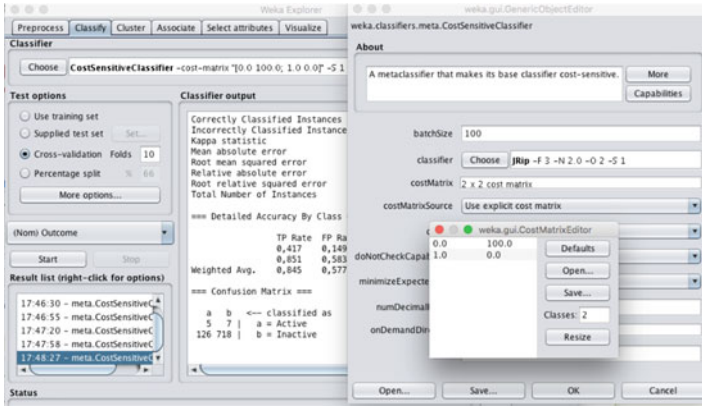 Weka Explorer
Preprocess Classify Cluster Associate Select attributes Visualize
Classifier
Choose CostSensitiveClassifier -cost-matrix "[0.0 100.0; 1.0 0.0]" -S 1
Test options
Use training set
Supplied test set Set...
Cross-validation Folds 10
Percentage split % 66
More options...
(Nom) Outcome
Start Stop
Result list (right-click for options)
17:46:30 - meta.CostSensitiveC
17:46:55 - meta.CostSensitiveC
17:47:20 - meta.CostSensitiveC
17:47:58 - meta.CostSensitiveC
17:48:27 - meta.CostSensitiveC
Status
Classifier output
Correctly Classified Instances
Incorrectly Classified Instance
Kappa statistic
Mean absolute error
Root mean squared error
Relative absolute error
Root relative squared error
Total Number of Instances
=== Detailed Accuracy By Class
TP Rate FP Ra
0,417 0,149
0,851 0,583
Weighted Avg. 0,845 0,577
=== Confusion Matrix ===
a b <-- classified as
5 7 | a = Active
126 718 | b = Inactive
weka.gui.GenericObjectEditor
weka.classifiers.meta.CostSensitiveClassifier
About
A metaclassifier that makes its base classifier cost-sensitive.
More
Capabilities
batchSize 100
classifier Choose JRip -F 3 -N 2.0 -O 2 -S 1
costMatrix 2 x 2 cost matrix
costMatrixSource Use explicit cost matrix
doNotCheckCapab
minimizeExpecte
numDecimal
onDemandDir
weka.gui.CostMatrixEditor
0.0 100.0
1.0 0.0
Defaults
Open...
Save...
Classes: 2
Resize
Open... Save... OK Cancel